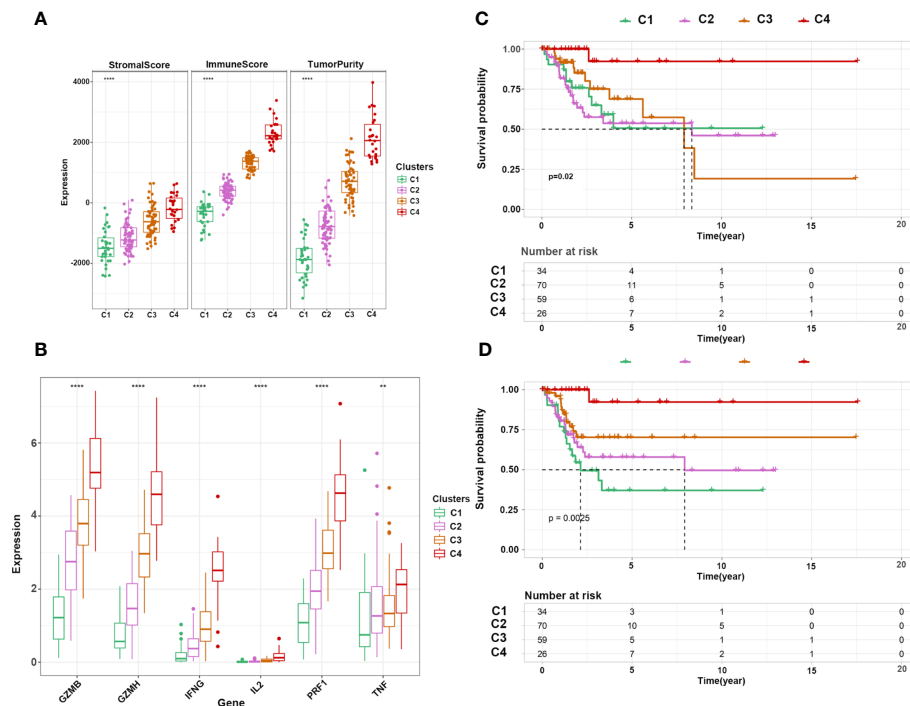 A
StromalScore ImmuneScore TumorPurity
**** **** ****
4000
2000
0
-2000
Expression
C1 C2 C3 C4 C1 C2 C3 C4 C1 C2 C3 C4
Clusters
C1
C2
C3
C4
B
**** **** **** **** **** **
6
4
2
0
Expression
GZMB GZMH IFNG IL2 PRF1 TNF
Gene
Clusters
C1
C2
C3
C4
C
C1 C2 C3 C4
1.00
0.75
0.50
0.25
0.00
Survival probability
p=0.02
0 5 10 15 20
Time(year)
Number at risk
C1 34 4 1 0 0
C2 70 11 5 0 0
C3 59 6 1 1 0
C4 26 7 2 1 0
0 5 10 15 20
Time(year)
D
1.00
0.75
0.50
0.25
0.00
Survival probability
p = 0.0025
0 5 10 15 20
Time(year)
Number at risk
C1 34 3 1 0 0
C2 70 10 5 0 0
C3 59 5 1 1 0
C4 26 7 2 1 0
0 5 10 15 20
Time(year)